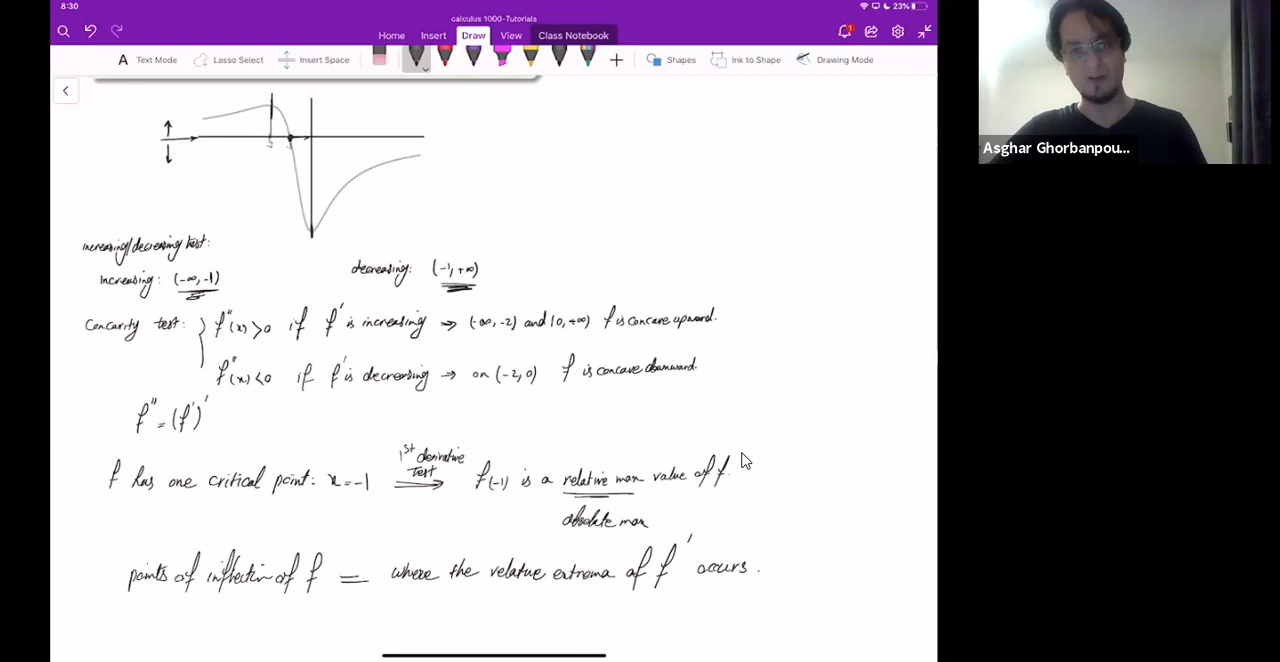 8:30
23%
calculus 1000-Tutorials
Home Insert Draw View Class Notebook
Text Mode Lasso Select Insert Space Shapes Ink to Shape Drawing Mode
Asghar Ghorbanpou...
increasing/decreasing test:
increasing: (-∞, -1) decreasing: (-1, +∞)
Concavity test: { f''(x) > 0 if f' is increasing → (-∞, -2) and (0, +∞) f is concave upward.
f''(x) < 0 if f' is decreasing → on (-2, 0) f is concave downward.
f'' = (f')'
1st derivative
Test
f has one critical point: x = -1 ⟹ f(-1) is a relative max value of f.
absolute max
points of inflection of f = where the relative extrema of f' occurs.